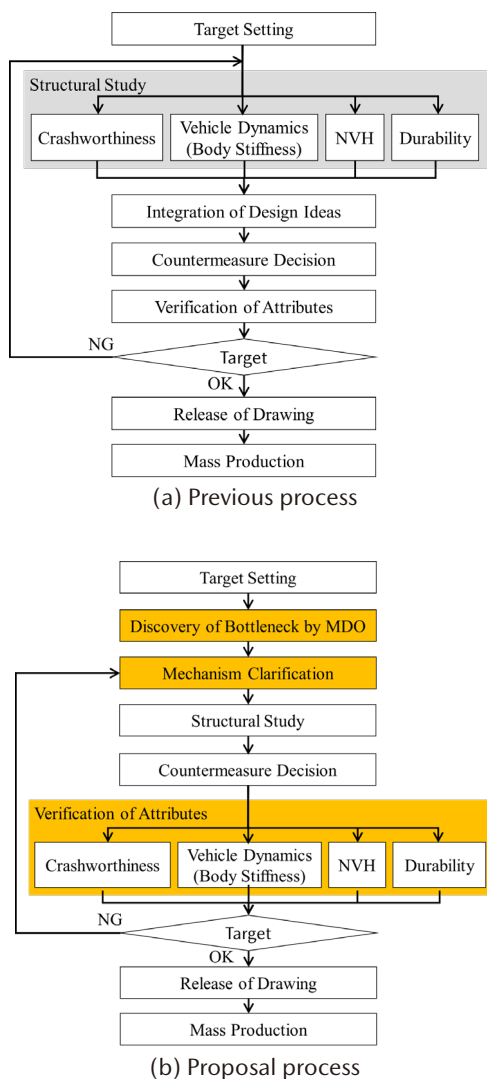 Target Setting
Structural Study
Crashworthiness
Vehicle Dynamics
(Body Stiffness)
NVH
Durability
Integration of Design Ideas
Countermeasure Decision
Verification of Attributes
NG
Target
OK
Release of Drawing
Mass Production
(a) Previous process
Target Setting
Discovery of Bottleneck by MDO
Mechanism Clarification
Structural Study
Countermeasure Decision
Verification of Attributes
Crashworthiness
Vehicle Dynamics
(Body Stiffness)
NVH
Durability
NG
Target
OK
Release of Drawing
Mass Production
(b) Proposal process